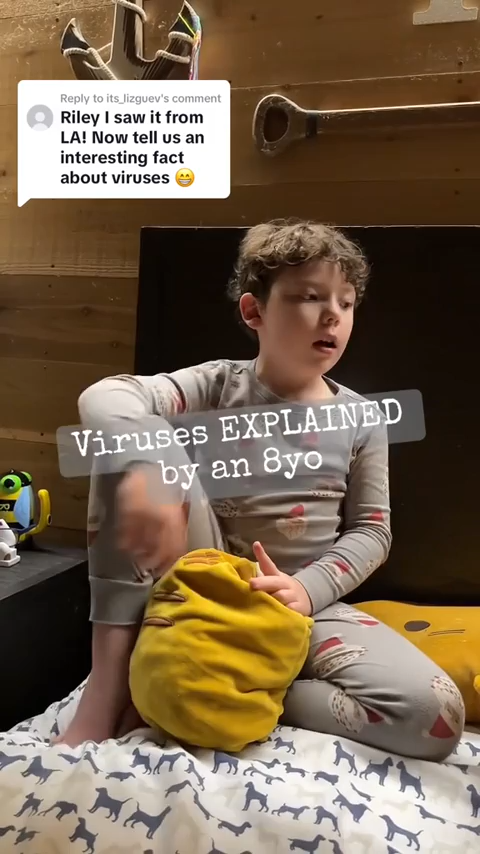 Reply to its_lizguev's comment
Riley I saw it from
LA! Now tell us an
interesting fact
about viruses 😁
Viruses EXPLAINED
by an 8yo